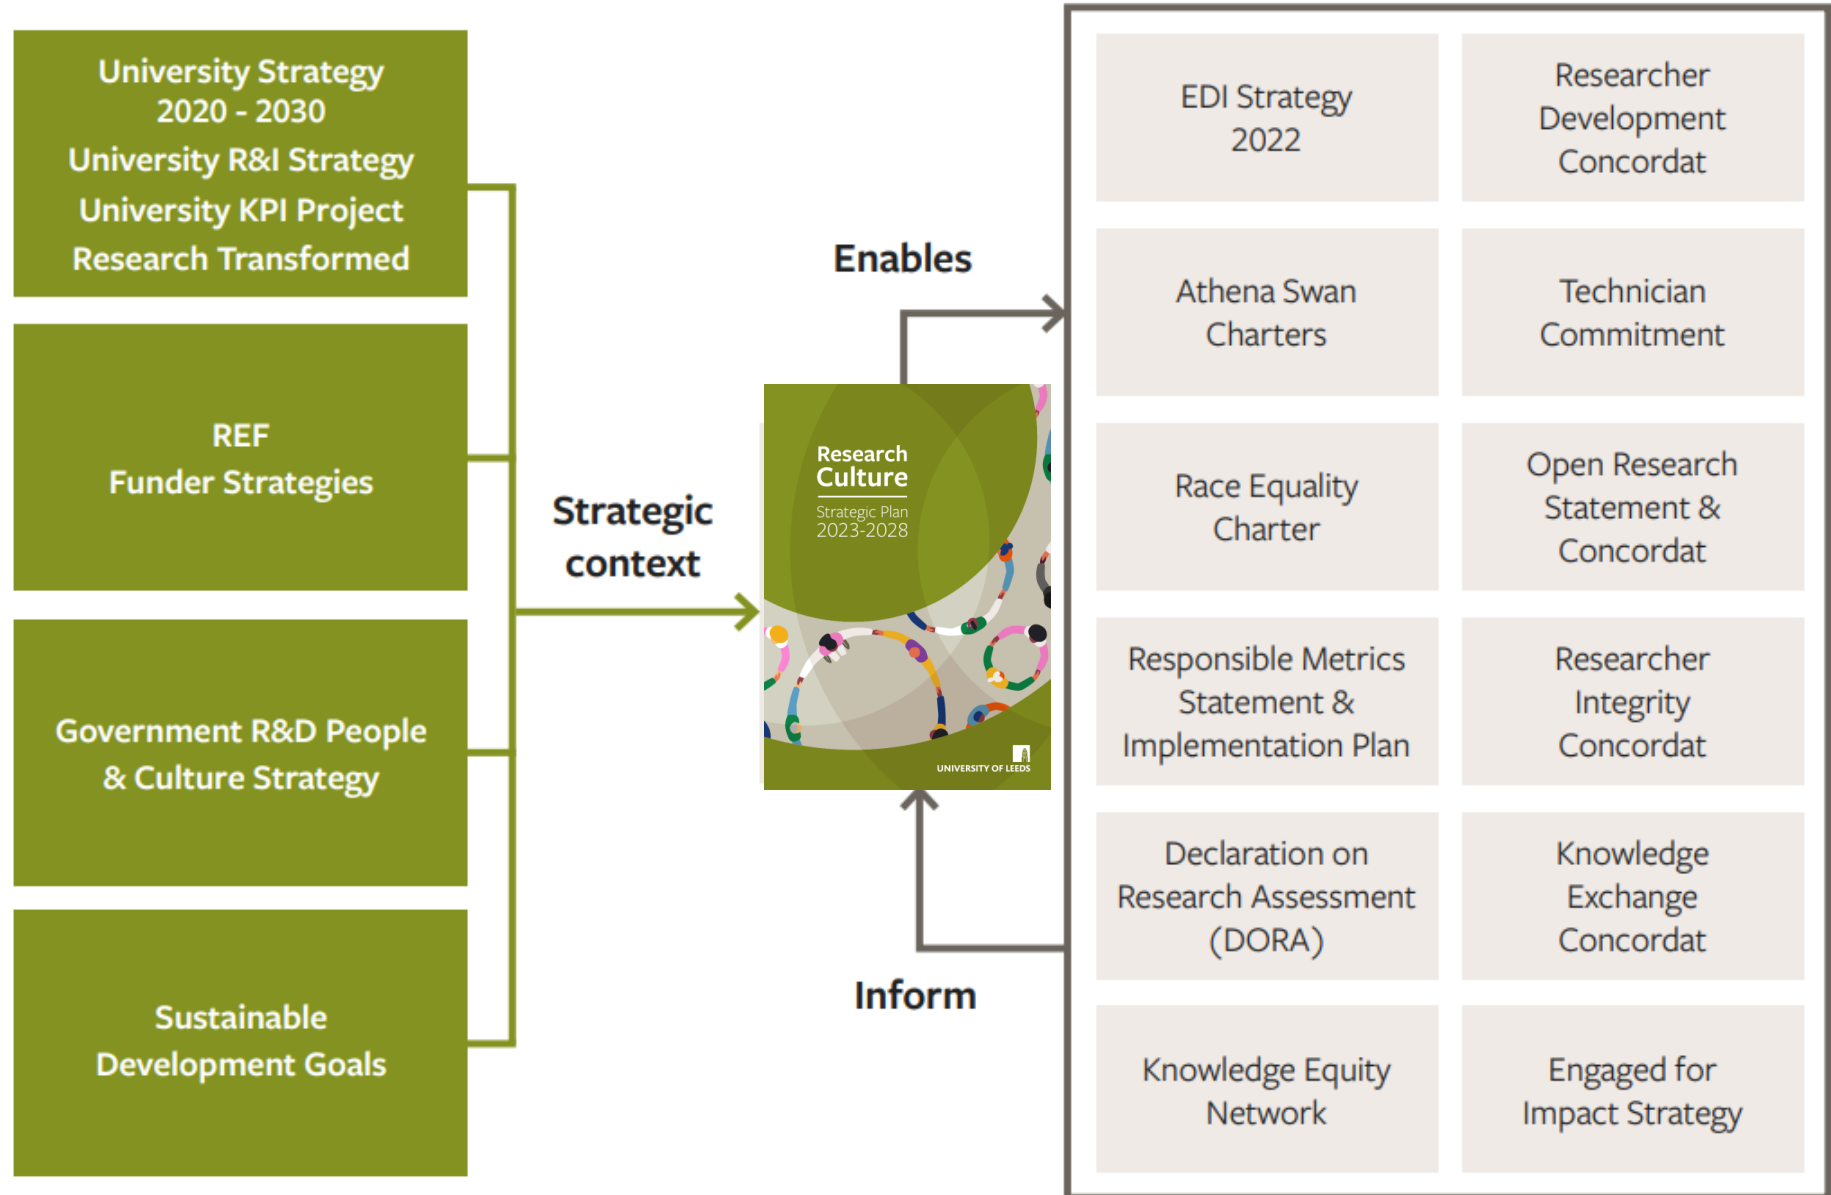 University Strategy
2020 - 2030
University R&I Strategy
University KPI Project
Research Transformed
REF
Funder Strategies
Government R&D People
& Culture Strategy
Sustainable
Development Goals
Strategic
context
Enables
Research
Culture
Strategic Plan
2023-2028
UNIVERSITY OF LEEDS
Inform
EDI Strategy
2022
Researcher
Development
Concordat
Athena Swan
Charters
Technician
Commitment
Race Equality
Charter
Open Research
Statement &
Concordat
Responsible Metrics
Statement &
Implementation Plan
Researcher
Integrity
Concordat
Declaration on
Research Assessment
(DORA)
Knowledge
Exchange
Concordat
Knowledge Equity
Network
Engaged for
Impact Strategy